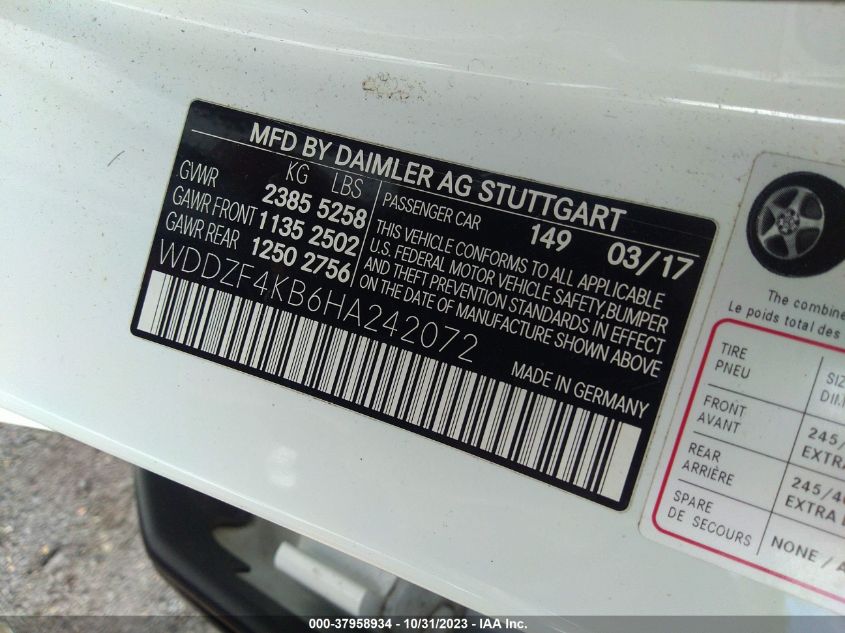 MFD BY DAIMLER AG STUTTGART
KG LBS
GVWR 2385 5258
GAWR FRONT 1135 2502
GAWR REAR 1250 2756
PASSENGER CAR 149 03/17
THIS VEHICLE CONFORMS TO ALL APPLICABLE
U.S. FEDERAL MOTOR VEHICLE SAFETY,BUMPER
AND THEFT PREVENTION STANDARDS IN EFFECT
ON THE DATE OF MANUFACTURE SHOWN ABOVE
WDDZF4KB6HA242072
MADE IN GERMANY
The combine
Le poids total des
TIRE
PNEU
FRONT
AVANT
245/
EXTRA
REAR
ARRIÈRE
245/4
EXTRA
SPARE
DE SECOURS
NONE / A
000-37958934 - 10/31/2023 - IAA Inc.